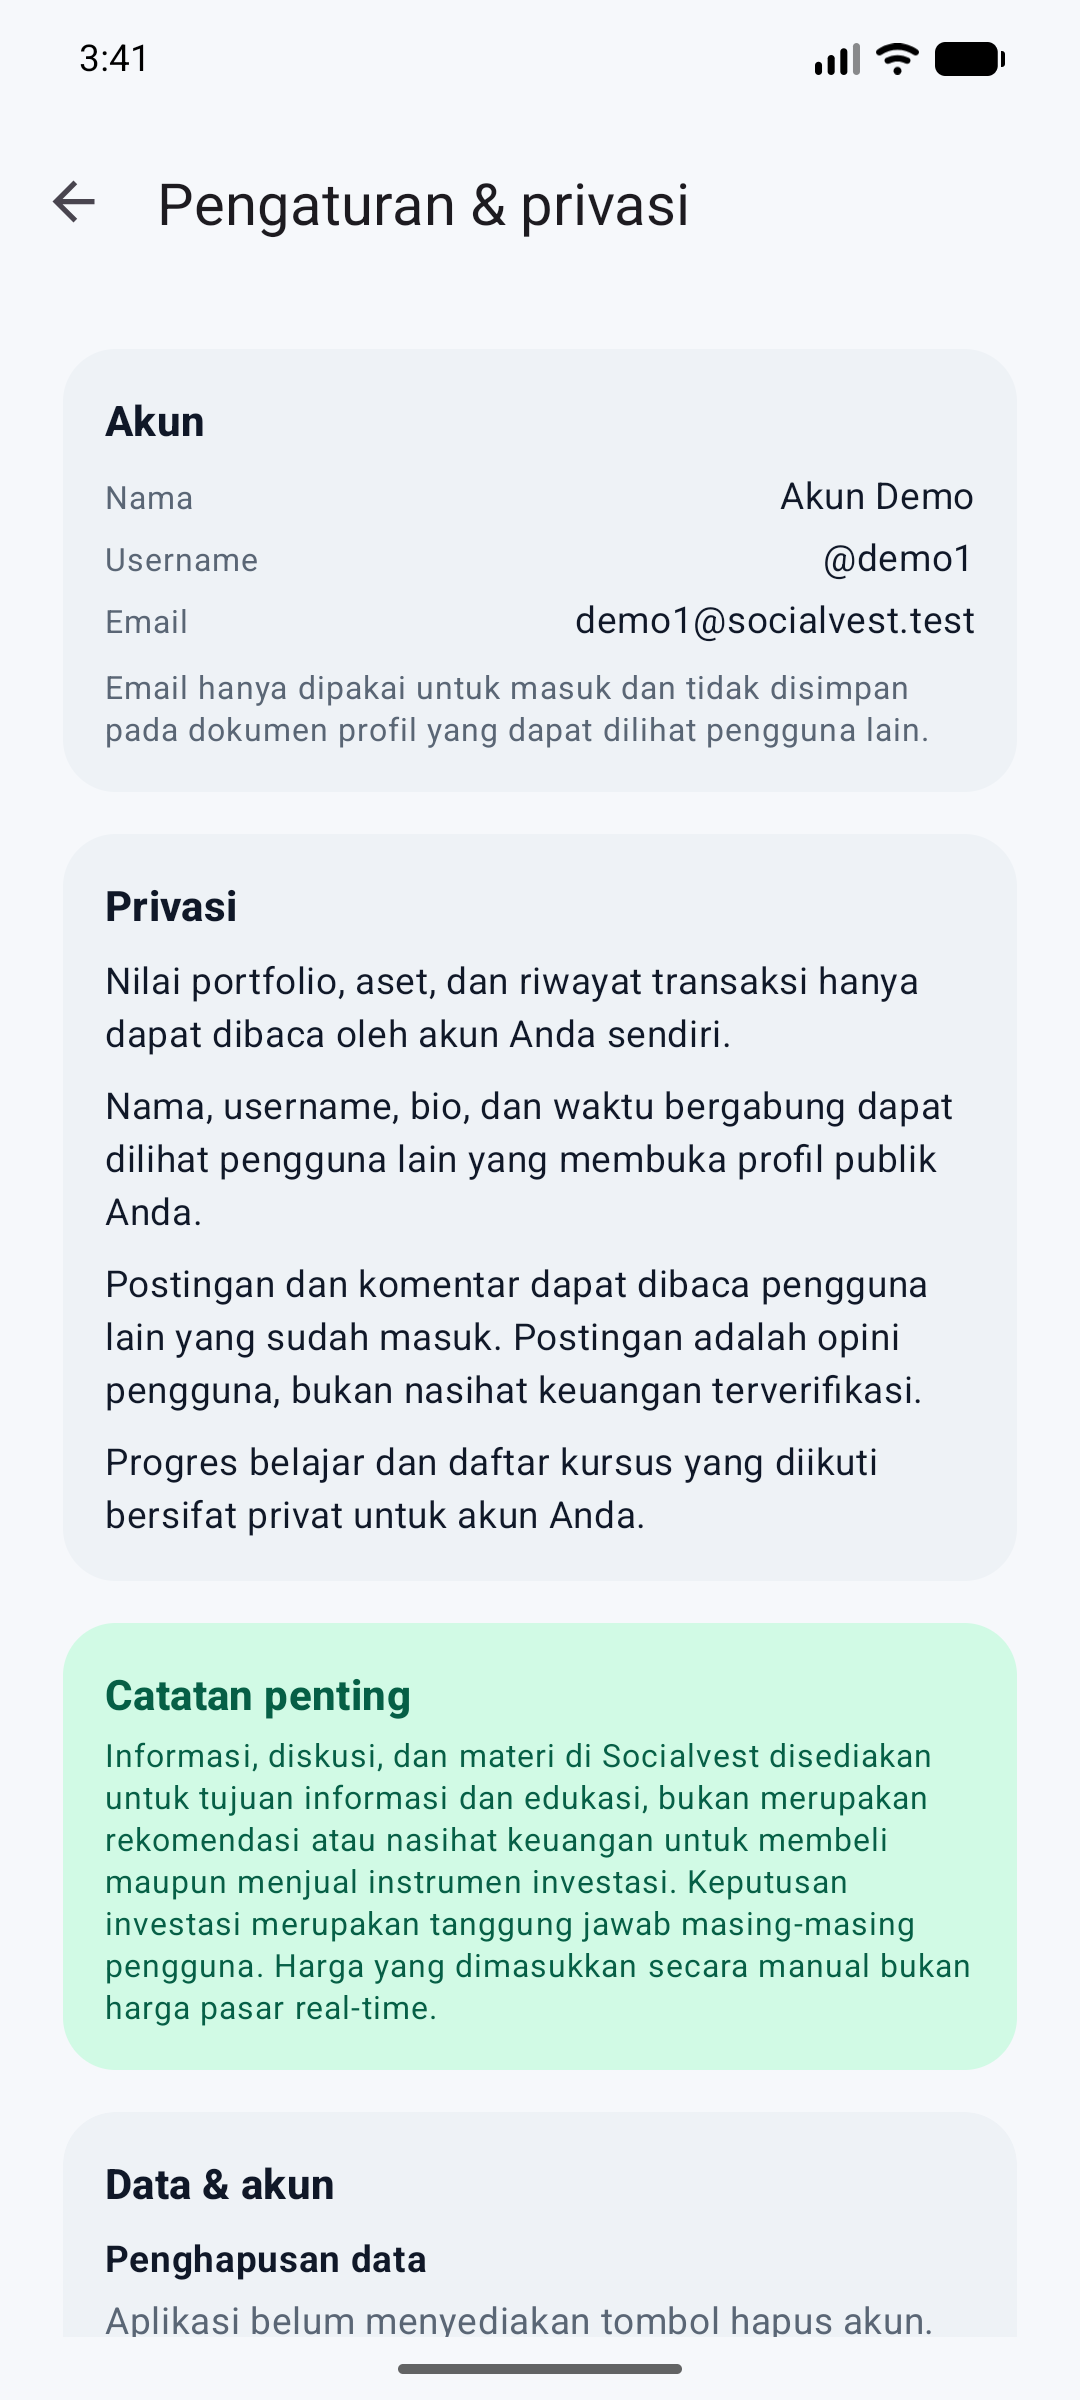 3:41
Pengaturan & privasi
Akun
Nama Akun Demo
Username @demo1
Email demo1@socialvest.test
Email hanya dipakai untuk masuk dan tidak disimpan
pada dokumen profil yang dapat dilihat pengguna lain.
Privasi
Nilai portfolio, aset, dan riwayat transaksi hanya
dapat dibaca oleh akun Anda sendiri.
Nama, username, bio, dan waktu bergabung dapat
dilihat pengguna lain yang membuka profil publik
Anda.
Postingan dan komentar dapat dibaca pengguna
lain yang sudah masuk. Postingan adalah opini
pengguna, bukan nasihat keuangan terverifikasi.
Progres belajar dan daftar kursus yang diikuti
bersifat privat untuk akun Anda.
Catatan penting
Informasi, diskusi, dan materi di Socialvest disediakan
untuk tujuan informasi dan edukasi, bukan merupakan
rekomendasi atau nasihat keuangan untuk membeli
maupun menjual instrumen investasi. Keputusan
investasi merupakan tanggung jawab masing-masing
pengguna. Harga yang dimasukkan secara manual bukan
harga pasar real-time.
Data & akun
Penghapusan data
Aplikasi belum menyediakan tombol hapus akun.